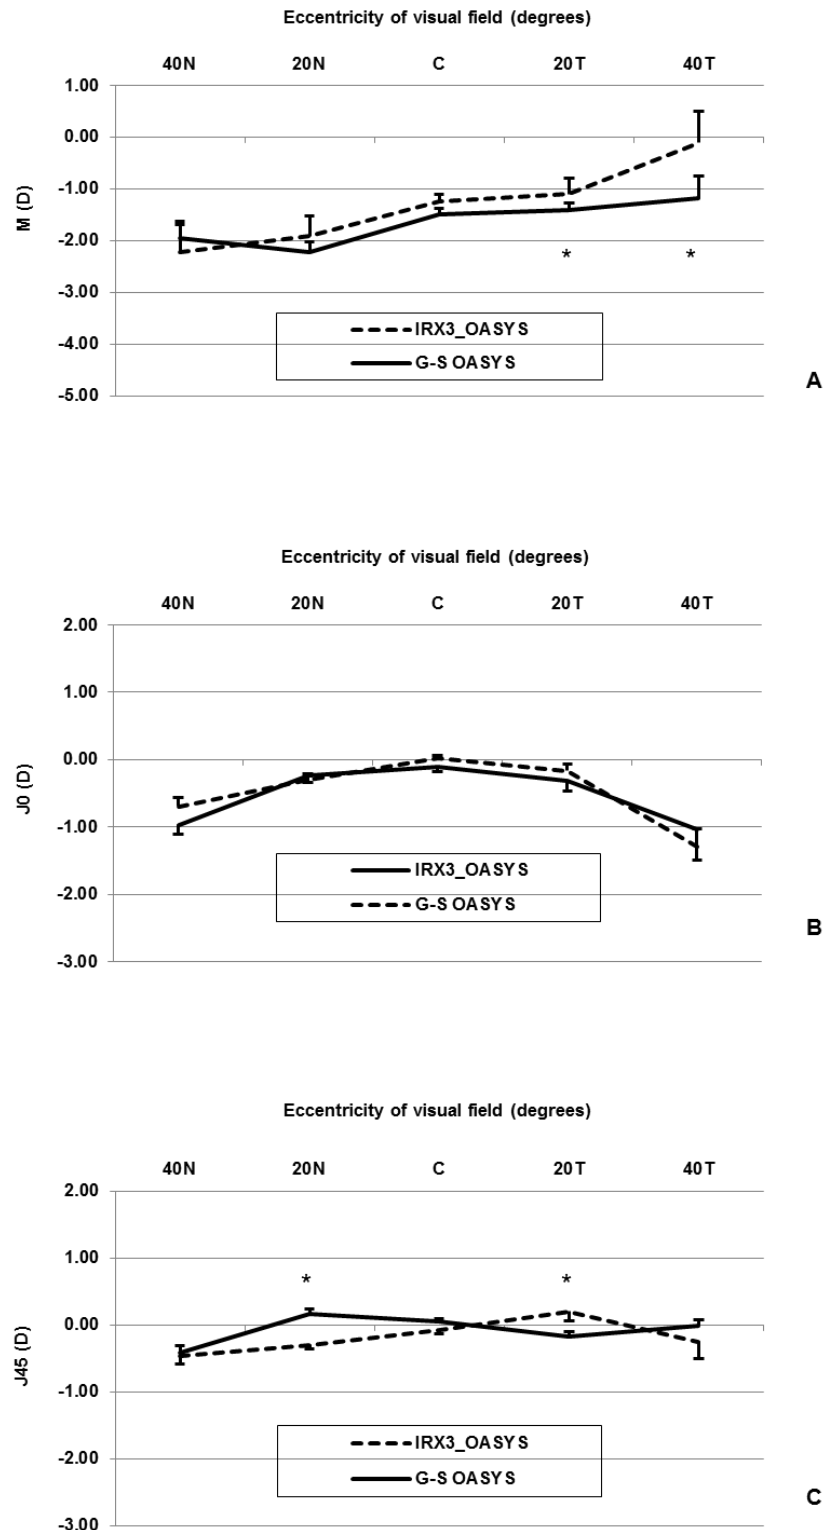 Eccentricity of visual field (degrees)
40N 20N C 20T 40T
1.00
0.00
-1.00
-2.00
-3.00
-4.00
-5.00
M (D)
* *
IRX3_OASYS
G-S OASYS
A
Eccentricity of visual field (degrees)
40N 20N C 20T 40T
2.00
1.00
0.00
-1.00
-2.00
-3.00
J0 (D)
IRX3_OASYS
G-S OASYS
B
Eccentricity of visual field (degrees)
40N 20N C 20T 40T
2.00
1.00
0.00
-1.00
-2.00
-3.00
J45 (D)
* *
IRX3_OASYS
G-S OASYS
C